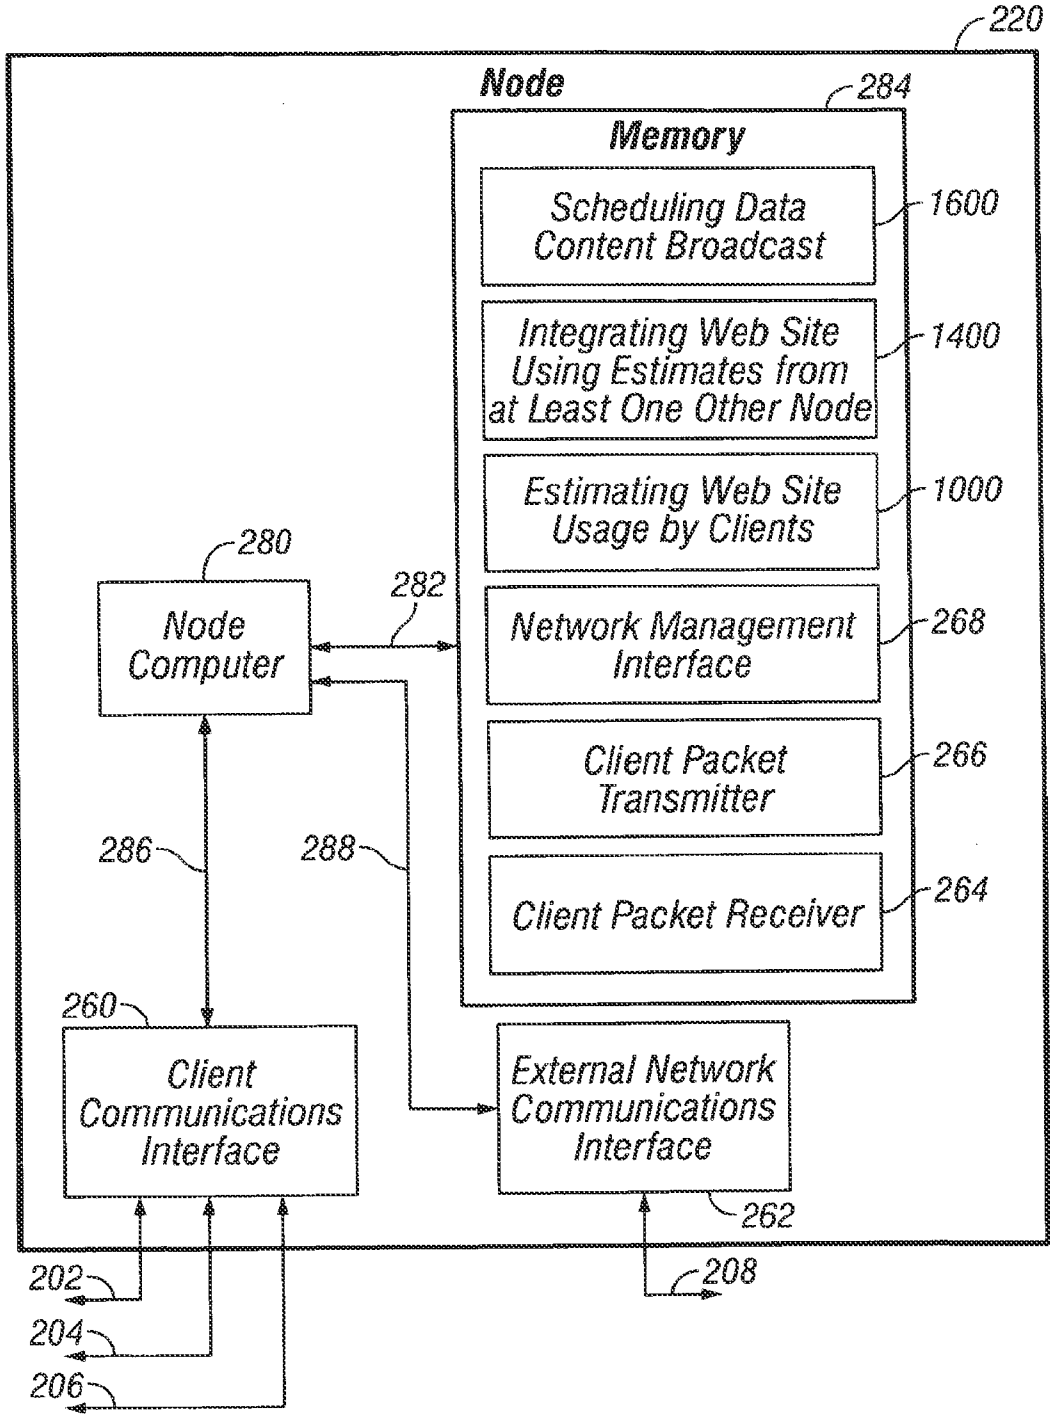 220
Node
284
Memory
Scheduling Data
Content Broadcast
1600
Integrating Web Site
Using Estimates from
at Least One Other Node
1400
Estimating Web Site
Usage by Clients
1000
280
Node
Computer
282
Network Management
Interface
268
Client Packet
Transmitter
266
286
288
Client Packet Receiver
264
260
Client
Communications
Interface
External Network
Communications
Interface
262
202
208
204
206